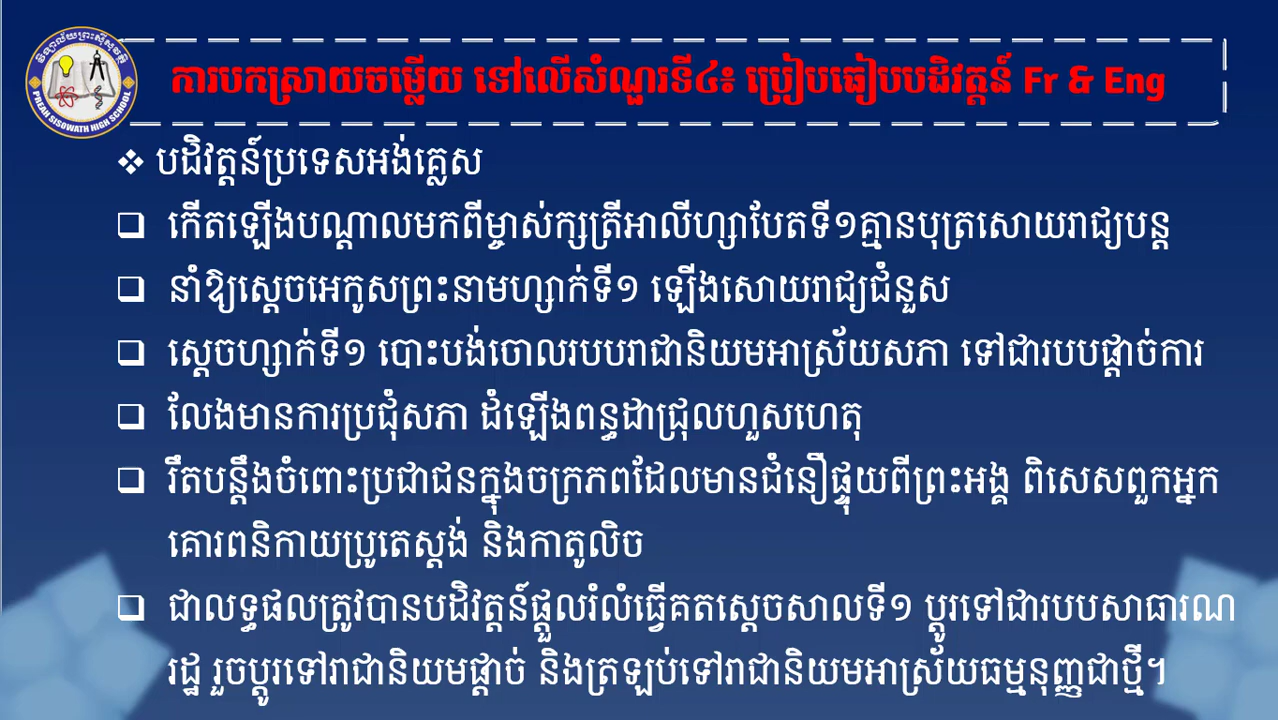 វិទ្យាល័យព្រះស៊ីសុវត្ថិ
PREAH SISOWATH HIGH SCHOOL
ការបកស្រាយចម្លើយ ទៅលើសំណួរទី៤៖ ប្រៀបធៀបបដិវត្តន៍ Fr & Eng
❖ បដិវត្តន៍ប្រទេសអង់គ្លេស
❑ កើតឡើងបណ្តាលមកពីម្ចាស់ក្សត្រីអាលីហ្សាបែតទី១គ្មានបុត្រសោយរាជ្យបន្ត
❑ នាំឱ្យស្តេចអេកូសព្រះនាមហ្សាក់ទី១ ឡើងសោយរាជ្យជំនួស
❑ ស្តេចហ្សាក់ទី១ បោះបង់ចោលរបបរាជានិយមអាស្រ័យសភា ទៅជារបបផ្តាច់ការ
❑ លែងមានការប្រជុំសភា ដំឡើងពន្ធដាជ្រុលហួសហេតុ
❑ រឹតបន្តឹងចំពោះប្រជាជនក្នុងចក្រភពដែលមានជំនឿផ្ទុយពីព្រះអង្គ ពិសេសពួកអ្នក
គោរពនិកាយប្រូតេស្តង់ និងកាតូលិច
❑ ជាលទ្ធផលត្រូវបានបដិវត្តន៍ផ្តួលរំលំធ្វើគតស្តេចសាលទី១ ប្តូរទៅជារបបសាធារណ
រដ្ឋ រួចប្តូរទៅរាជានិយមផ្តាច់ និងត្រឡប់ទៅរាជានិយមអាស្រ័យធម្មនុញ្ញជាថ្មី។